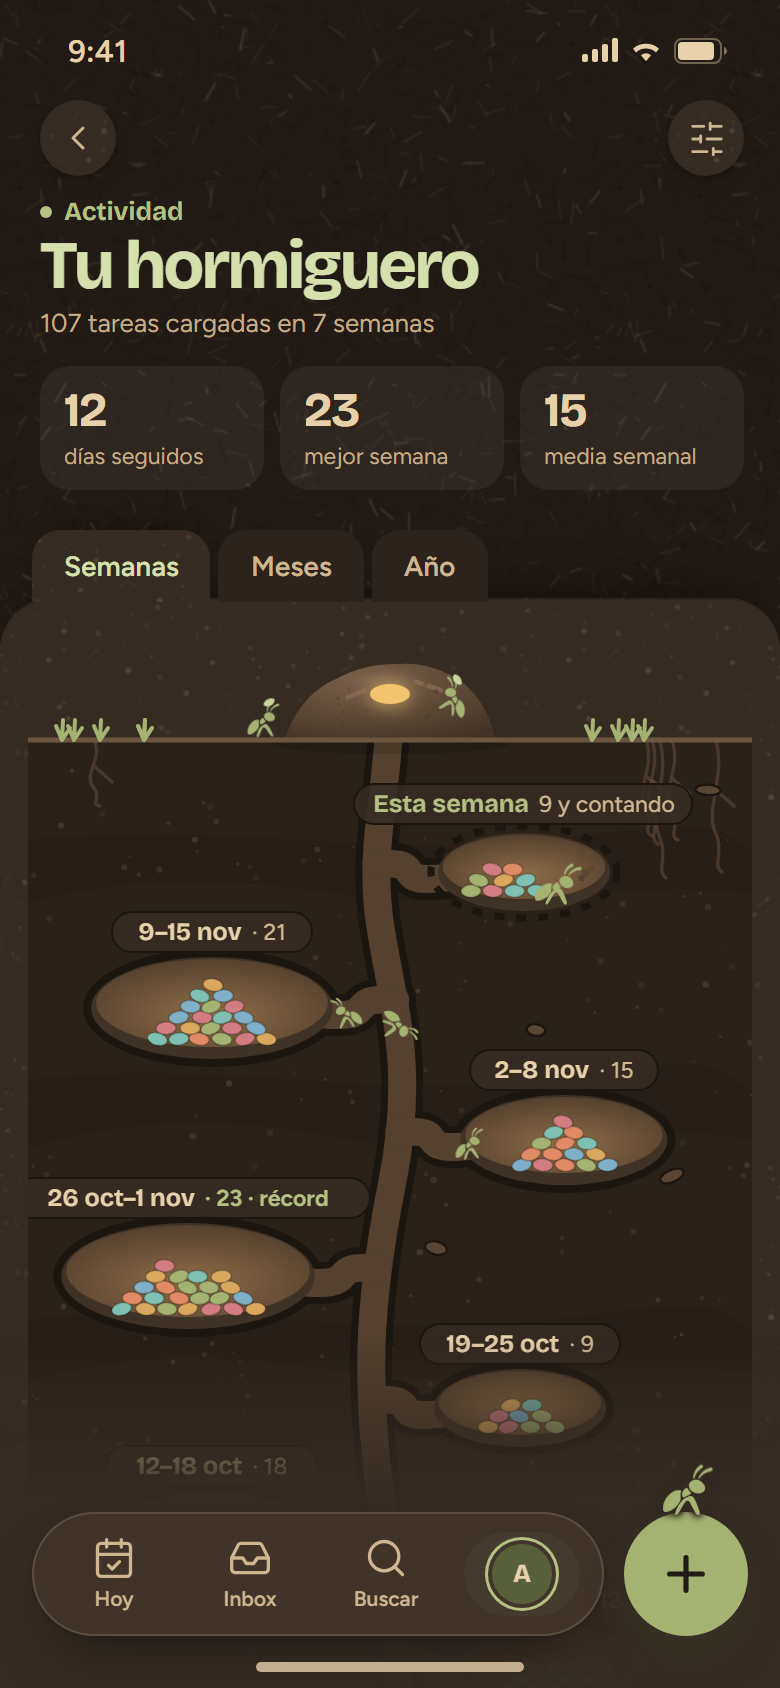 9:41
Actividad
Tu hormiguero
107 tareas cargadas en 7 semanas
12
días seguidos
23
mejor semana
15
media semanal
Semanas
Meses
Año
Esta semana 9 y contando
9–15 nov · 21
2–8 nov · 15
26 oct–1 nov · 23 · récord
19–25 oct · 9
12–18 oct · 18
Hoy
Inbox
Buscar
A
12